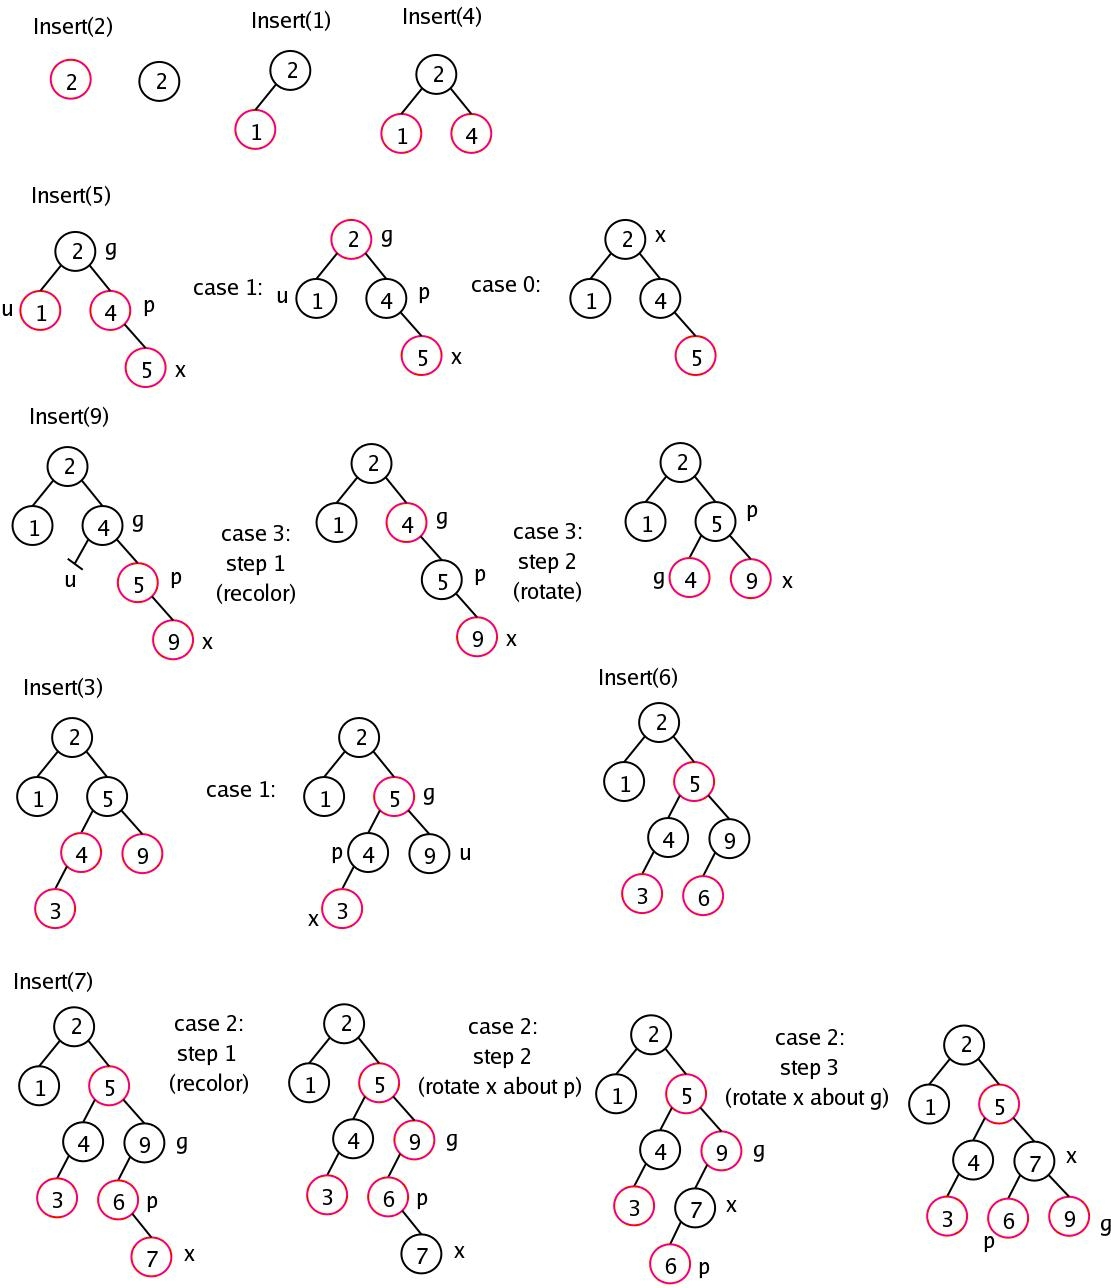 Insert(2)
2
2
Insert(1)
2
1
Insert(4)
2
1
4
Insert(5)
2 g
u 1
4 p
5 x
case 1:
2 g
u 1
4 p
5 x
case 0:
2 x
1
4
5
Insert(9)
2
1
4 g
u
5 p
9 x
case 3:
step 1
(recolor)
2
1
4 g
5 p
9 x
case 3:
step 2
(rotate)
2
1
5 p
g 4
9 x
Insert(3)
2
1
5
4
9
3
case 1:
2
1
5 g
p 4
9 u
x 3
Insert(6)
2
1
5
4
9
3
6
Insert(7)
2
1
5
4
9 g
3
6 p
7 x
case 2:
step 1
(recolor)
2
1
5
4
9 g
3
6 p
7 x
case 2:
step 2
(rotate x about p)
2
1
5
4
9 g
3
7 x
6 p
case 2:
step 3
(rotate x about g)
2
1
5
4
7 x
3
6
p
9 g